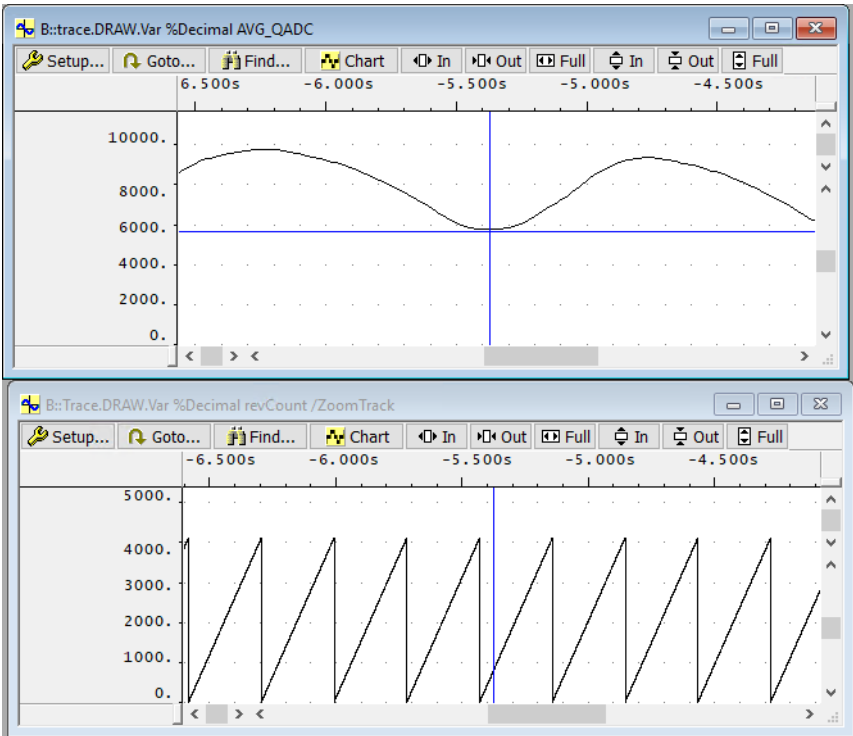 B::trace.DRAW.Var %Decimal AVG_QADC
Setup... Goto... Find... Chart In Out Full In Out Full
6.500s -6.000s -5.500s -5.000s -4.500s
10000.
8000.
6000.
4000.
2000.
0.
B::Trace.DRAW.Var %Decimal revCount /ZoomTrack
Setup... Goto... Find... Chart In Out Full In Out Full
-6.500s -6.000s -5.500s -5.000s -4.500s
5000.
4000.
3000.
2000.
1000.
0.